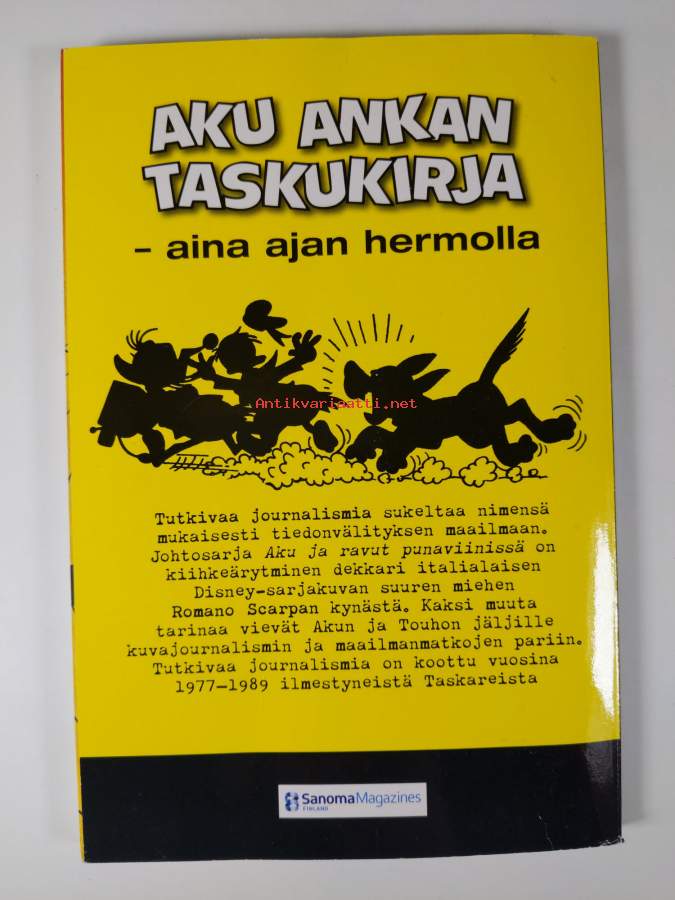 AKU ANKAN
TASKUKIRJA
– aina ajan hermolla
Antikvariaatti.net
Tutkivaa journalismia sukeltaa nimensä
mukaisesti tiedonvälityksen maailmaan.
Johtosarja Aku ja ravut punaviinissä on
kiihkeärytminen dekkari italialaisen
Disney-sarjakuvan suuren miehen
Romano Scarpan kynästä. Kaksi muuta
tarinaa vievät Akun ja Touhon jäljille
kuvajournalismin ja maailmanmatkojen pariin.
Tutkivaa journalismia on koottu vuosina
1977–1989 ilmestyneistä Taskareista
SanomaMagazines
FINLAND